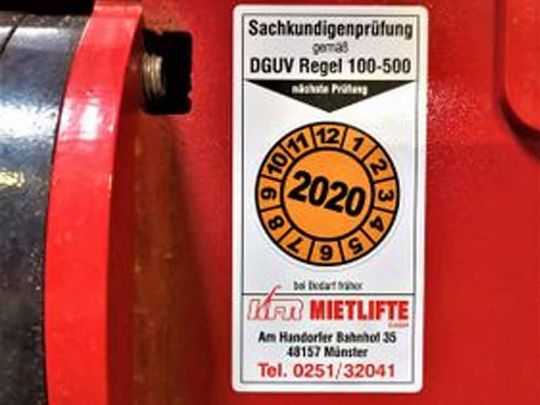 Sachkundigenprüfung
gemäß
DGUV Regel 100-500
nächste Prüfung
12 1 2 3 4 5 6 7 8 9 10 11
2020
bei Bedarf früher
MIETLIFTE
GmbH
Am Handorfer Bahnhof 35
48157 Münster
Tel. 0251/32041